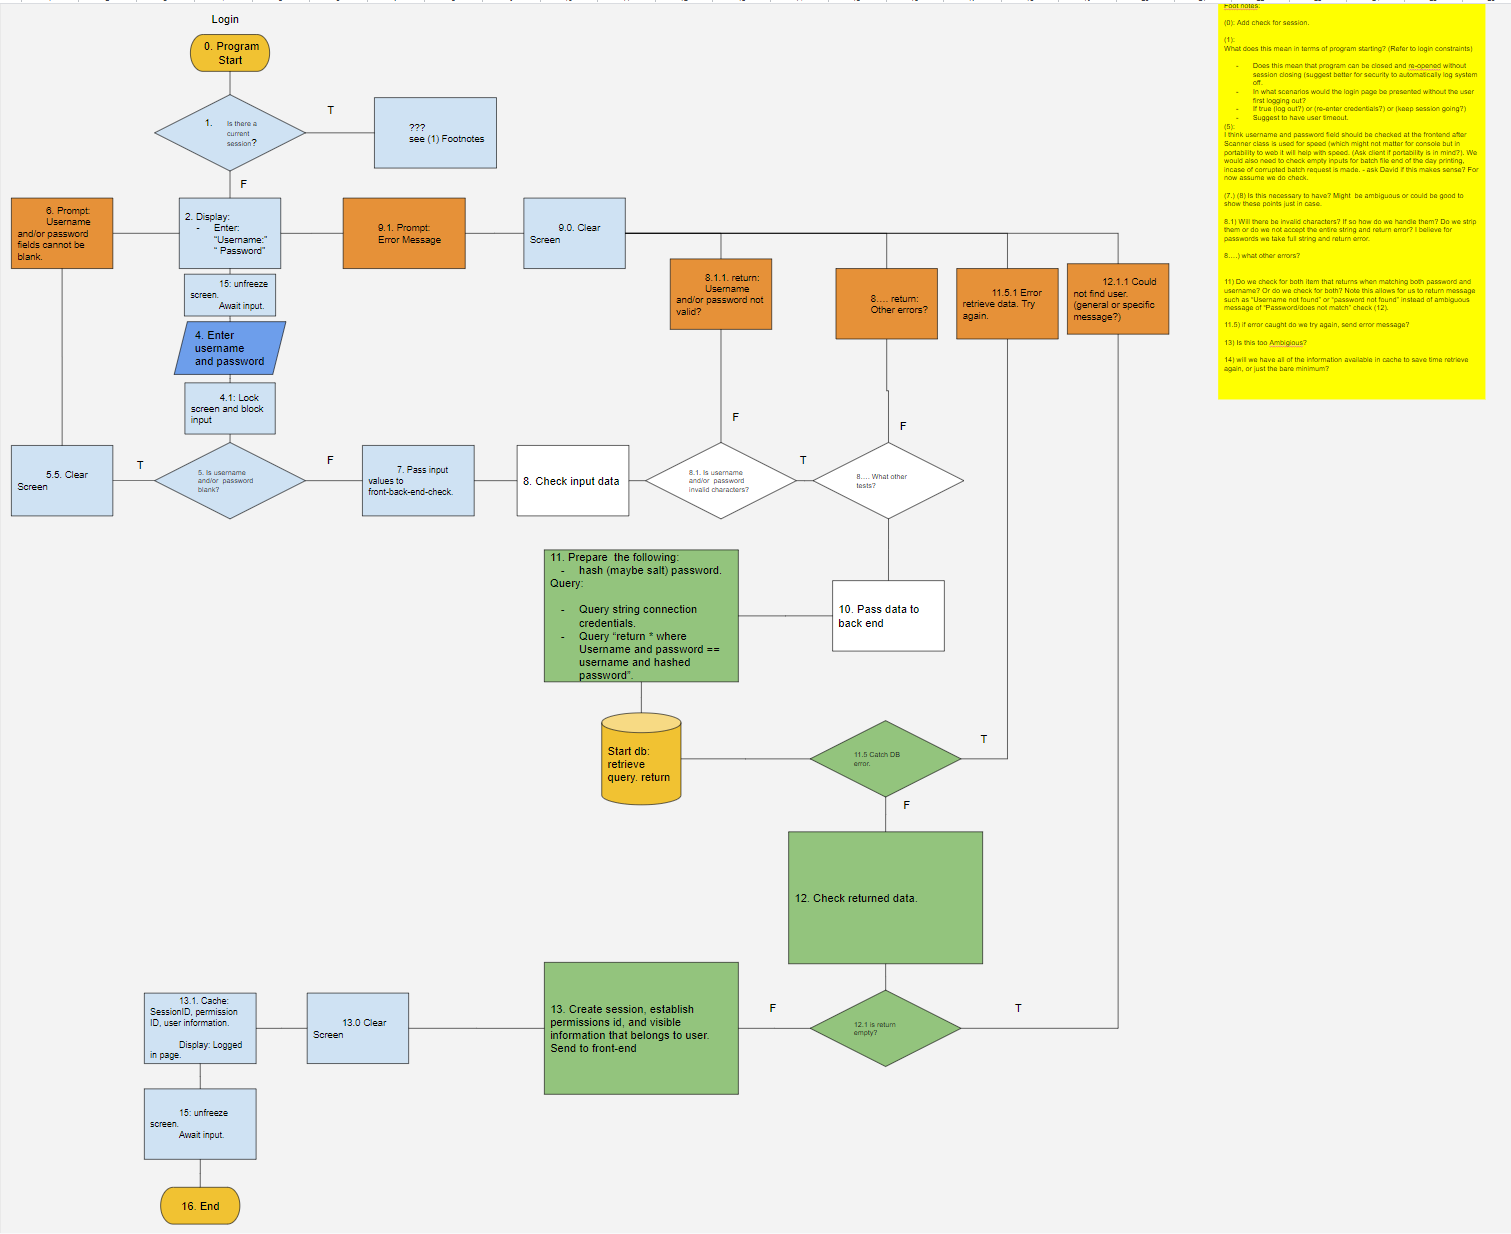 Login
0. Program
Start
1. Is there a
current
session?
T
???
see (1) Footnotes
F
6. Prompt:
Username
and/or password
fields cannot be
blank.
2. Display:
- Enter:
"Username:"
" Password"
9.1. Prompt:
Error Message
9.0. Clear
Screen
15: unfreeze
screen.
Await input.
8.1.1. return:
Username
and/or password not
valid?
8.... return:
Other errors?
11.5.1 Error
retrieve data. Try
again.
12.1.1 Could
not find user.
(general or specific
message?)
4. Enter
username
and password
4.1: Lock
screen and block
input
F
F
5.5. Clear
Screen
T
5. Is username
and/or password
blank?
F
7. Pass input
values to
front-back-end-check.
8. Check input data
8.1. Is username
and/or password
invalid characters?
T
8.... What other
tests?
11. Prepare the following:
- hash (maybe salt) password.
Query:
- Query string connection
credentials.
- Query "return * where
Username and password ==
username and hashed
password".
10. Pass data to
back end
Start db:
retrieve
query. return
11.5 Catch DB
error.
T
F
12. Check returned data.
13.1. Cache:
SessionID, permission
ID, user information.
Display: Logged
in page.
13.0 Clear
Screen
13. Create session, establish
permissions id, and visible
information that belongs to user.
Send to front-end
F
12.1 is return
empty?
T
15: unfreeze
screen.
Await input.
16. End
Foot notes:
(0): Add check for session.
(1):
What does this mean in terms of program starting? (Refer to login constraints)
- Does this mean that program can be closed and re-opened without
session closing (suggest better for security to automatically log system
off.
- In what scenarios would the login page be presented without the user
first logging out?
- If true (log out?) or (re-enter credentials?) or (keep session going?)
- Suggest to have user timeout.
(5):
I think username and password field should be checked at the frontend after
Scanner class is used for speed (which might not matter for console but in
portability to web it will help with speed. (Ask client if portability is in mind?). We
would also need to check empty inputs for batch file end of the day printing,
incase of corrupted batch request is made. - ask David if this makes sense? For
now assume we do check.
(7.) (8) Is this necessary to have? Might be ambiguous or could be good to
show these points just in case.
8.1) Will there be invalid characters? If so how do we handle them? Do we strip
them or do we not accept the entire string and return error? I believe for
passwords we take full string and return error.
8....) what other errors?
11) Do we check for both item that returns when matching both password and
username? Or do we check for both? Note this allows for us to return message
such as "Username not found" or "password not found" instead of ambiguous
message of "Password/does not match" check (12).
11.5) if error caught do we try again, send error message?
13) Is this too Ambigious?
14) will we have all of the information available in cache to save time retrieve
again, or just the bare minimum?